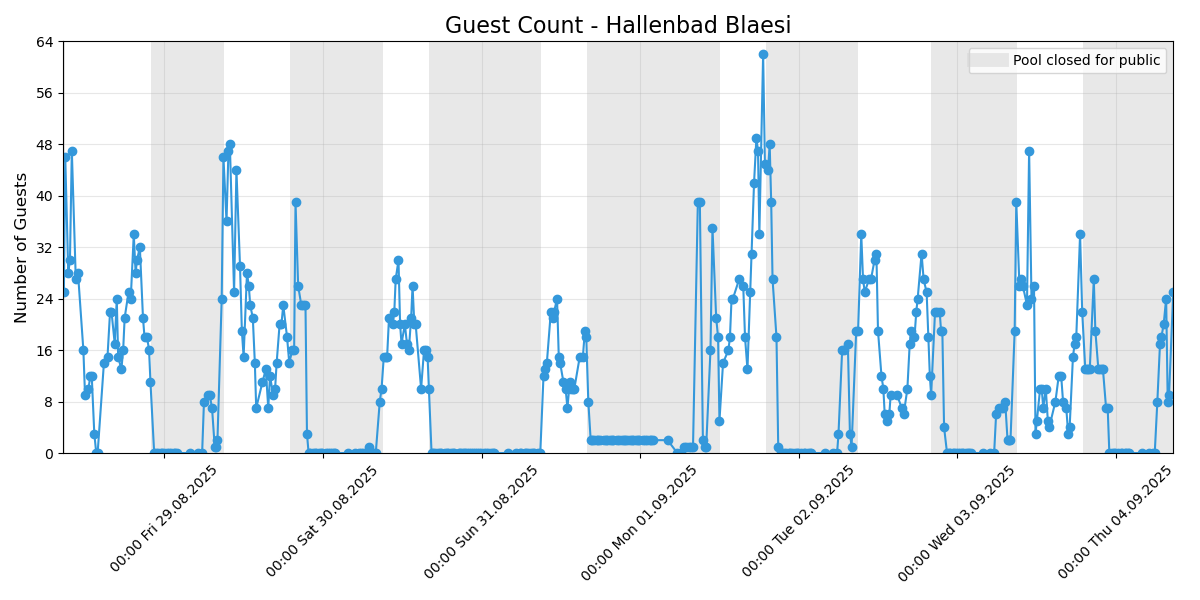 Guest Count - Hallenbad Blaesi
Pool closed for public
Number of Guests
64
56
48
40
32
24
16
8
0
00:00 Fri 29.08.2025
00:00 Sat 30.08.2025
00:00 Sun 31.08.2025
00:00 Mon 01.09.2025
00:00 Tue 02.09.2025
00:00 Wed 03.09.2025
00:00 Thu 04.09.2025